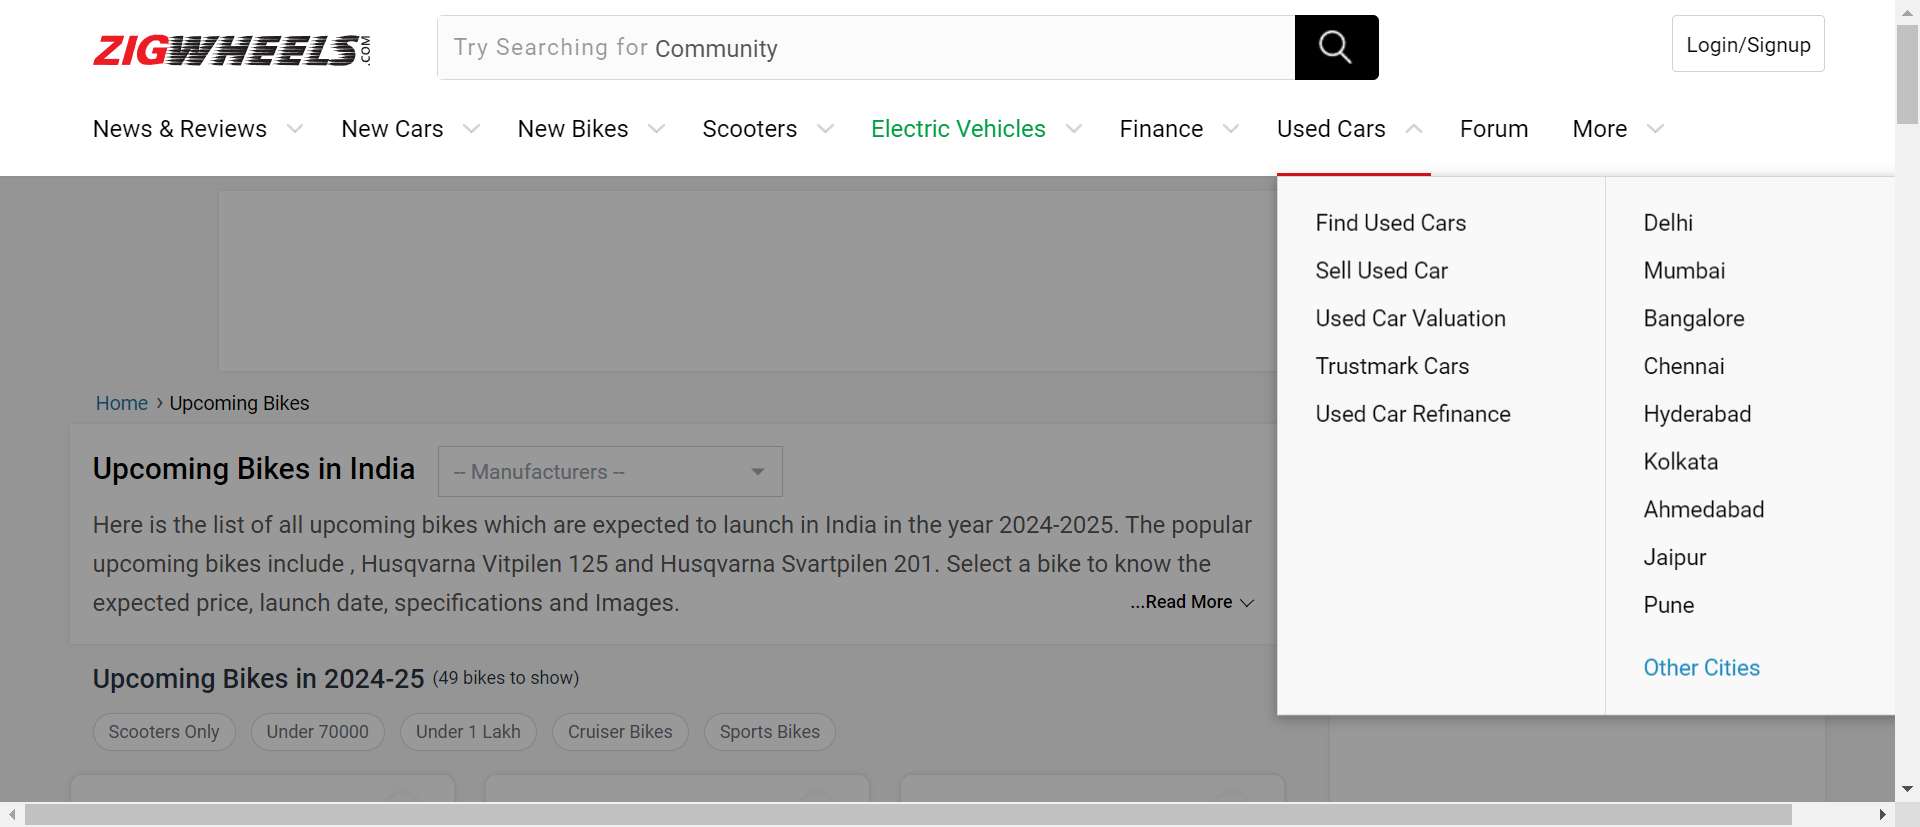 ZIGWHEELS.COM
Try Searching for Community
Login/Signup
News & Reviews
New Cars
New Bikes
Scooters
Electric Vehicles
Finance
Used Cars
Forum
More
Find Used Cars
Sell Used Car
Used Car Valuation
Trustmark Cars
Used Car Refinance
Delhi
Mumbai
Bangalore
Chennai
Hyderabad
Kolkata
Ahmedabad
Jaipur
Pune
Other Cities
Home › Upcoming Bikes
Upcoming Bikes in India
-- Manufacturers --
Here is the list of all upcoming bikes which are expected to launch in India in the year 2024-2025. The popular
upcoming bikes include , Husqvarna Vitpilen 125 and Husqvarna Svartpilen 201. Select a bike to know the
expected price, launch date, specifications and Images.
...Read More
Upcoming Bikes in 2024-25 (49 bikes to show)
Scooters Only
Under 70000
Under 1 Lakh
Cruiser Bikes
Sports Bikes